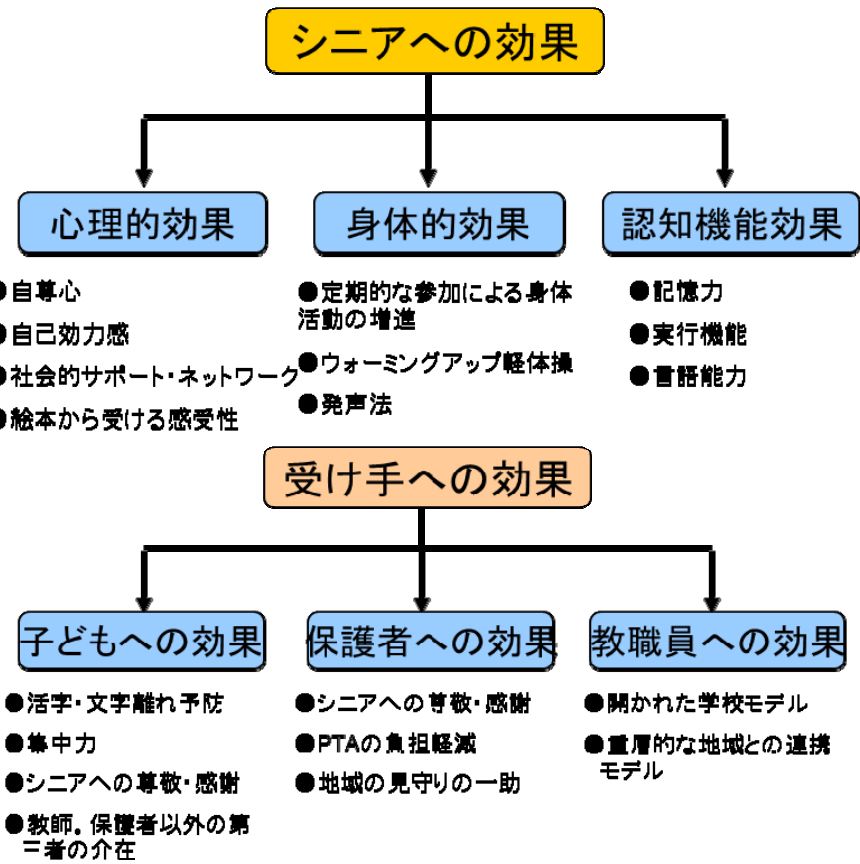 シニアへの効果
心理的効果
身体的効果
認知機能効果
●自尊心
●自己効力感
●社会的サポート・ネットワーク
●絵本から受ける感受性
●定期的な参加による身体
活動の増進
●ウォーミングアップ軽体操
●発声法
●記憶力
●実行機能
●言語能力
受け手への効果
子どもへの効果
保護者への効果
教職員への効果
●活字・文字離れ予防
●集中力
●シニアへの尊敬・感謝
●教師。保護者以外の第
三者の介在
●シニアへの尊敬・感謝
●PTAの負担軽減
●地域の見守りの一助
●開かれた学校モデル
●重層的な地域との連携
モデル